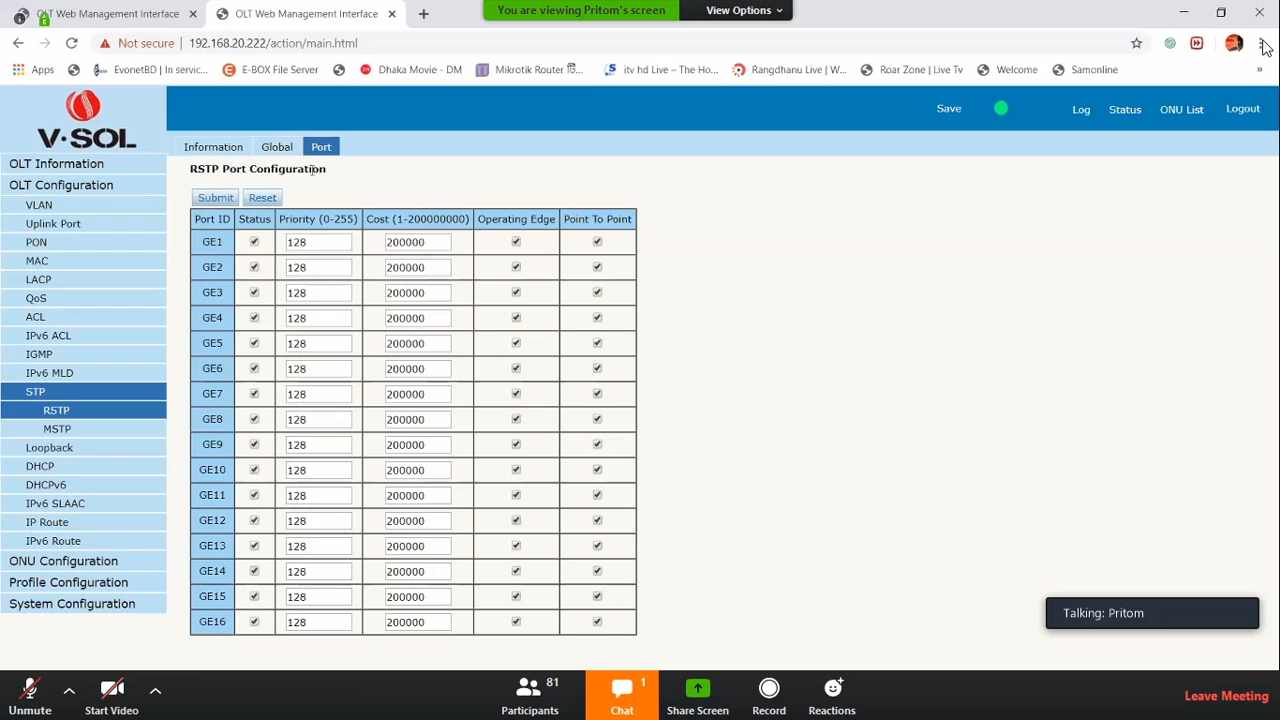 OLT Web Management Interface
OLT Web Management Interface
You are viewing Pritom's screen
View Options
Not secure
192.168.20.222/action/main.html
Apps
EvonetBD | In servic...
E-BOX File Server
Dhaka Movie - DM
itv hd Live – The Ho...
Rangdhanu Live | W...
Roar Zone | Live Tv
Welcome
Samonline
V·SOL
Save
Log
Status
ONU List
Logout
Information
Global
Port
OLT Information
OLT Configuration
VLAN
Uplink Port
PON
MAC
LACP
QoS
ACL
IPv6 ACL
IGMP
IPv6 MLD
STP
RSTP
MSTP
Loopback
DHCP
DHCPv6
IPv6 SLAAC
IP Route
IPv6 Route
ONU Configuration
Profile Configuration
System Configuration
RSTP Port Configuration
Submit Reset
Port ID Status Priority (0-255) Cost (1-200000000) Operating Edge Point To Point
GE1 128 200000
GE2 128 200000
GE3 128 200000
GE4 128 200000
GE5 128 200000
GE6 128 200000
GE7 128 200000
GE8 128 200000
GE9 128 200000
GE10 128 200000
GE11 128 200000
GE12 128 200000
GE13 128 200000
GE14 128 200000
GE15 128 200000
GE16 128 200000
Talking: Pritom
Unmute
Start Video
81
Participants
1
Chat
Share Screen
Record
Reactions
Leave Meeting